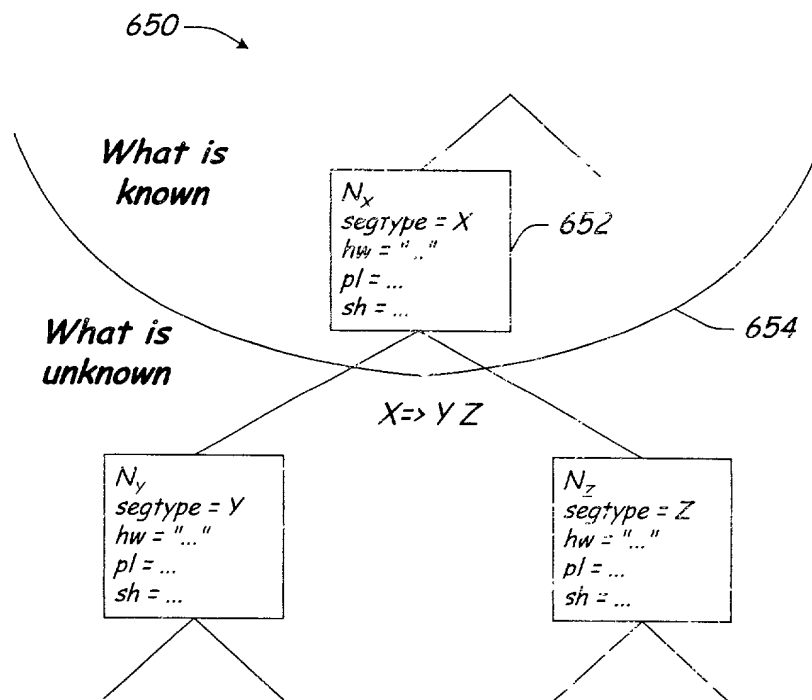 650
What is
known
N_X
segtype = X
hw = "..."
pl = ...
sh = ...
652
What is
unknown
654
X=> Y Z
N_Y
segtype = Y
hw = "..."
pl = ...
sh = ...
N_Z
segtype = Z
hw = "..."
pl = ...
sh = ...